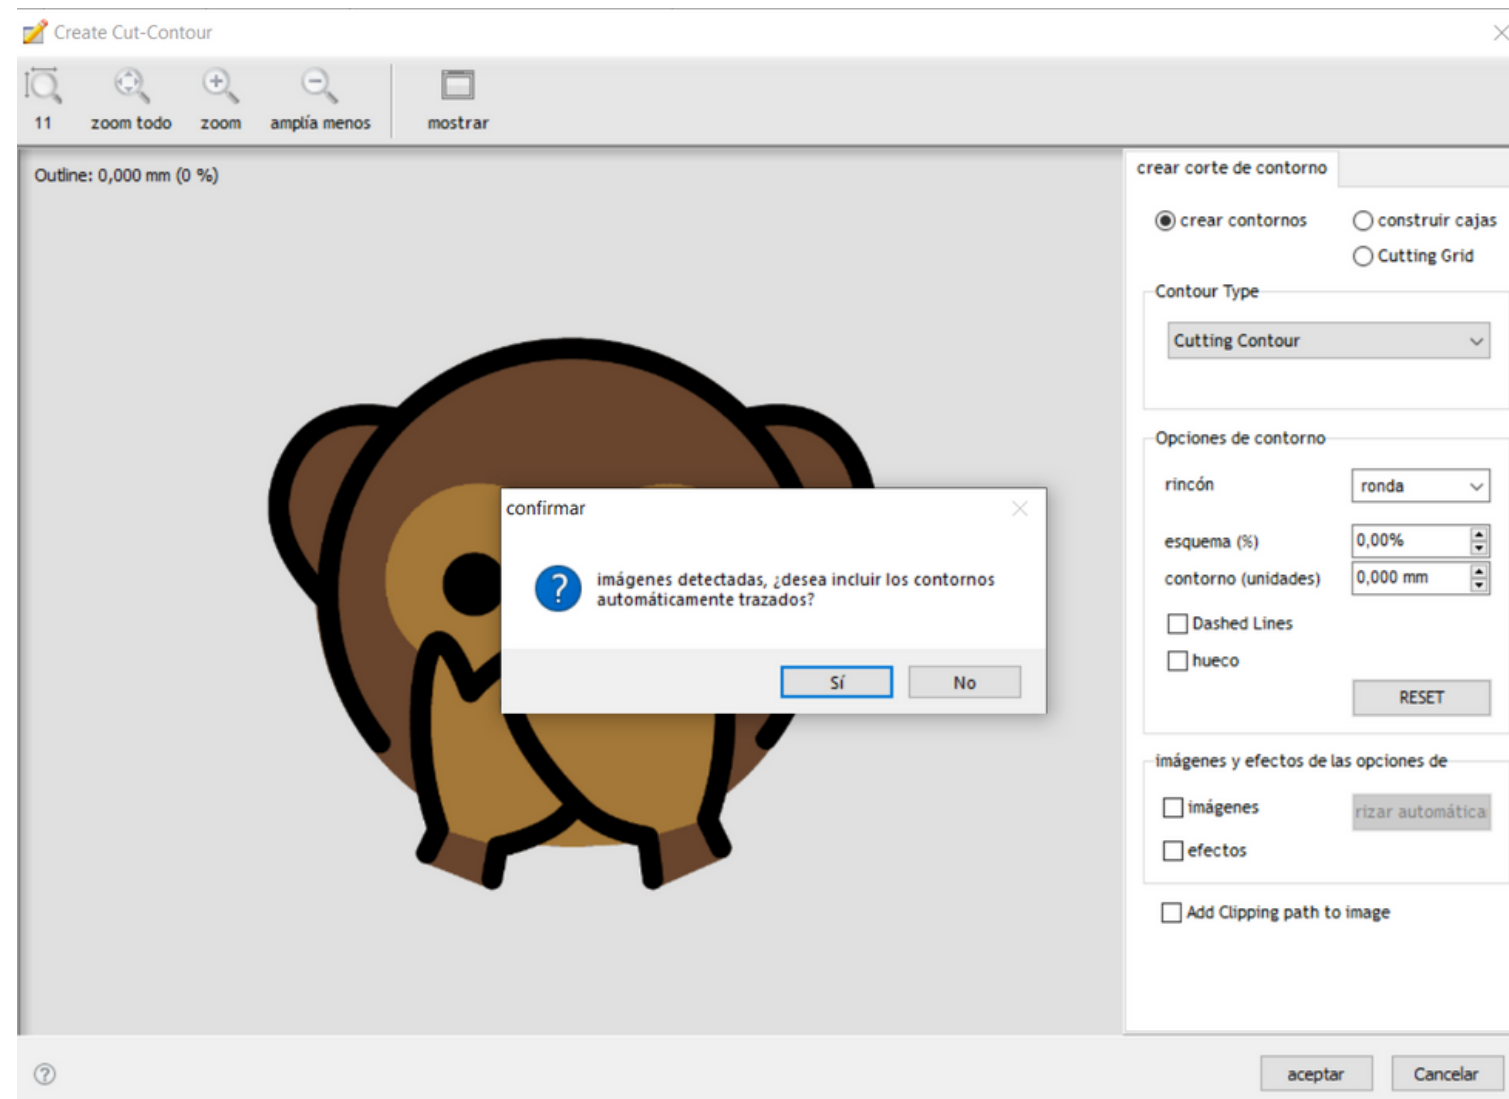 Create Cut-Contour
11
zoom todo
zoom
amplía menos
mostrar
Outline: 0,000 mm (0 %)
crear corte de contorno
crear contornos
construir cajas
Cutting Grid
Contour Type
Cutting Contour
Opciones de contorno
rincón
ronda
esquema (%)
0,00%
contorno (unidades)
0,000 mm
Dashed Lines
hueco
RESET
imágenes y efectos de las opciones de
imágenes
rizar automática
efectos
Add Clipping path to image
confirmar
imágenes detectadas, ¿desea incluir los contornos
automáticamente trazados?
Sí
No
aceptar
Cancelar